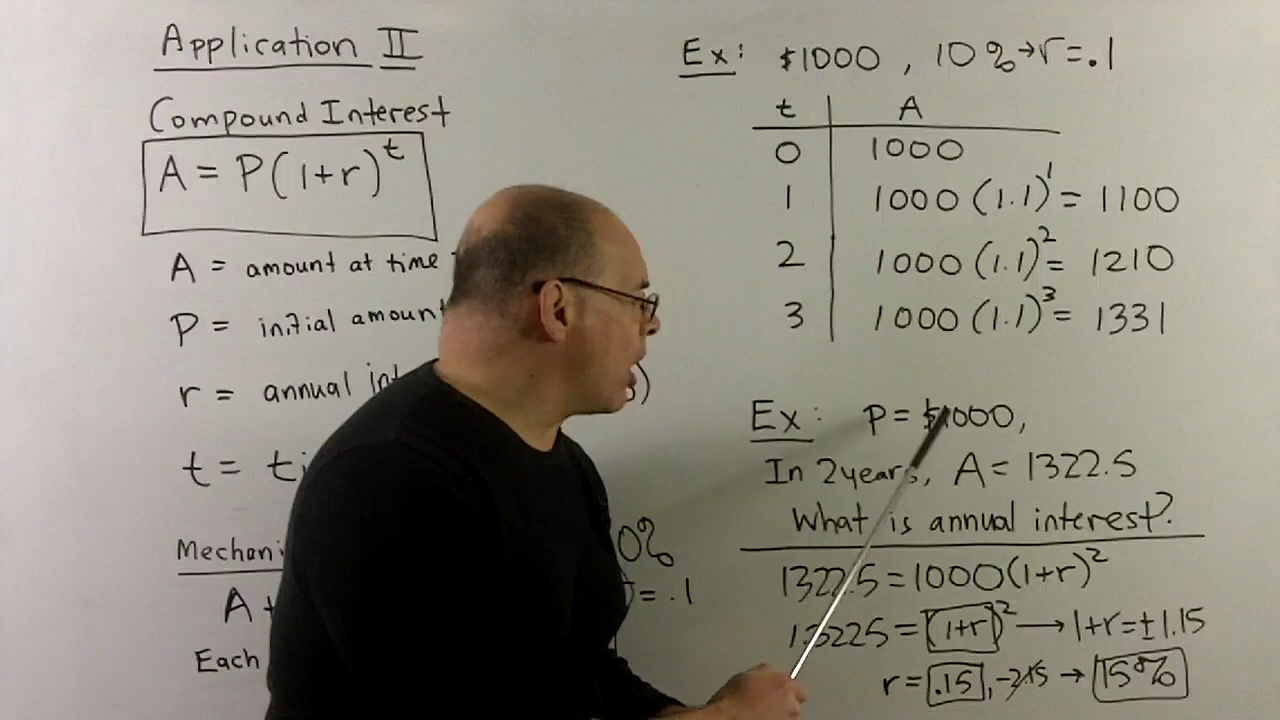 Application II
Compound Interest
A = P(1+r)^t
A = amount at time
P = initial amount
r = annual )
t =
Mechani
0%
A + = .1
Each
Ex: $1000, 10% → r = .1
t | A
0 | 1000
1 | 1000 (1.1)^1 = 1100
2 | 1000 (1.1)^2 = 1210
3 | 1000 (1.1)^3 = 1331
Ex: P = $1000,
In 2 years, A = 1322.5
What is annual interest?
1322.5 = 1000(1+r)^2
1.3225 = (1+r)^2 → 1+r = ±1.15
r = .15, -2.15 → 15%